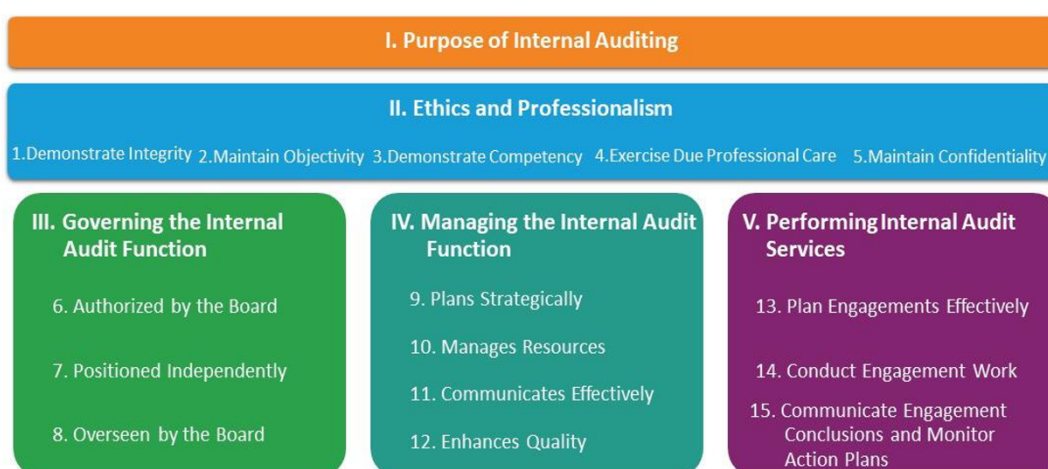 I. Purpose of Internal Auditing
II. Ethics and Professionalism
1.Demonstrate Integrity 2.Maintain Objectivity 3.Demonstrate Competency 4.Exercise Due Professional Care 5.Maintain Confidentiality
III. Governing the Internal
Audit Function
6. Authorized by the Board
7. Positioned Independently
8. Overseen by the Board
IV. Managing the Internal Audit
Function
9. Plans Strategically
10. Manages Resources
11. Communicates Effectively
12. Enhances Quality
V. Performing Internal Audit
Services
13. Plan Engagements Effectively
14. Conduct Engagement Work
15. Communicate Engagement
Conclusions and Monitor
Action Plans